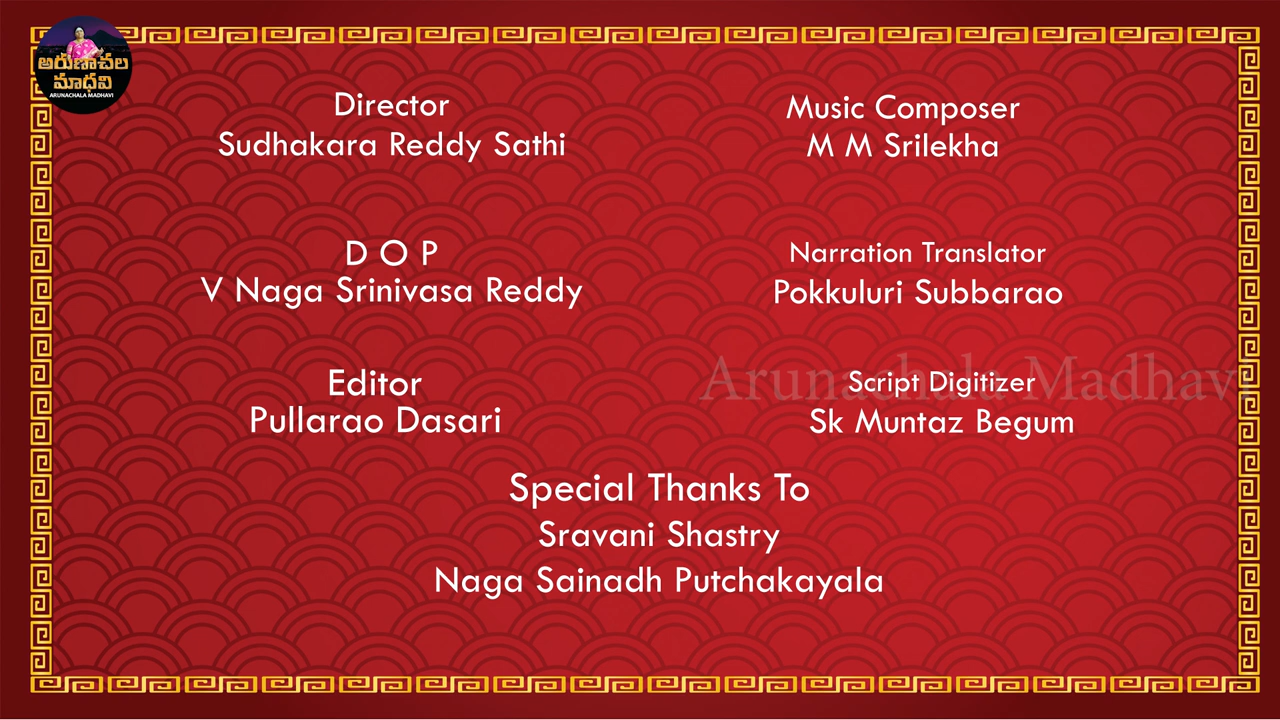 అరుణాచల
మాధవి
ARUNACHALA MADHAVI
Director
Sudhakara Reddy Sathi
Music Composer
M M Srilekha
D O P
V Naga Srinivasa Reddy
Narration Translator
Pokkuluri Subbarao
Editor
Pullarao Dasari
Arunachala Madhavi
Script Digitizer
Sk Muntaz Begum
Special Thanks To
Sravani Shastry
Naga Sainadh Putchakayala